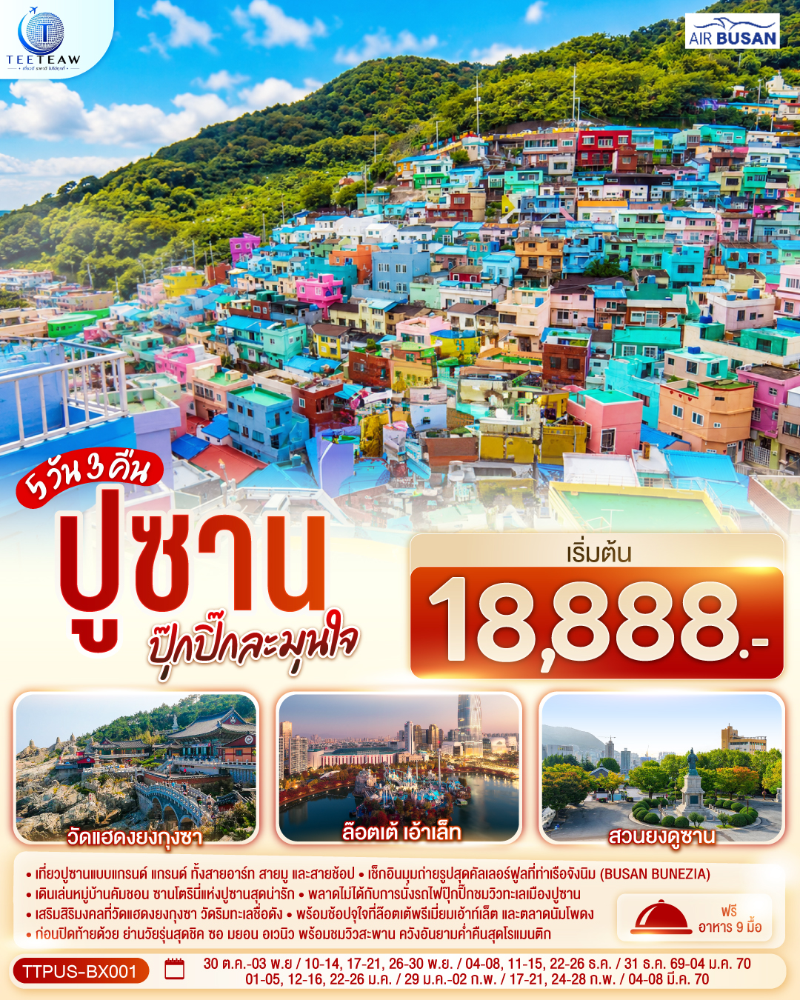 T
TEETEAW
• เที่ยวดี ราคาดี ไปได้ทุกที่ •
AIR BUSAN
5 วัน 3 คืน
ปูซาน
ปุ๊กปิ๊กละมุนใจ
เริ่มต้น
18,888.-
วัดแฮดงยงกุงซา
ล๊อตเต้ เอ้าเล็ท
สวนยงดูซาน
• เที่ยวปูซานแบบแกรนด์ แกรนด์ ทั้งสายอาร์ท สายมู และสายช้อป • เช็กอินมุมถ่ายรูปสุดคัลเลอร์ฟูลที่ท่าเรือจังนิม (BUSAN BUNEZIA)
• เดินเล่นหมู่บ้านคัมชอน ซานโตรินี่แห่งปูซานสุดน่ารัก • พลาดไม่ได้กับการนั่งรถไฟปุ๊กปิ๊กชมวิวทะเลเมืองปูซาน
• เสริมสิริมงคลที่วัดแฮดงยงกุงซา วัดริมทะเลชื่อดัง • พร้อมช้อปจุใจที่ล๊อตเต้พรีเมี่ยมเอ้าท์เล็ต และตลาดนัมโพดง
• ก่อนปิดท้ายด้วย ย่านวัยรุ่นสุดชิค ซอ มยอน อเวนิว พร้อมชมวิวสะพาน ควังอันยามค่ำคืนสุดโรแมนติก
ฟรี
อาหาร 9 มื้อ
TTPUS-BX001
30 ต.ค.-03 พ.ย / 10-14, 17-21, 26-30 พ.ย. / 04-08, 11-15, 22-26 ธ.ค. / 31 ธ.ค. 69-04 ม.ค. 70
01-05, 12-16, 22-26 ม.ค. / 29 ม.ค.-02 ก.พ. / 17-21, 24-28 ก.พ. / 04-08 มี.ค. 70